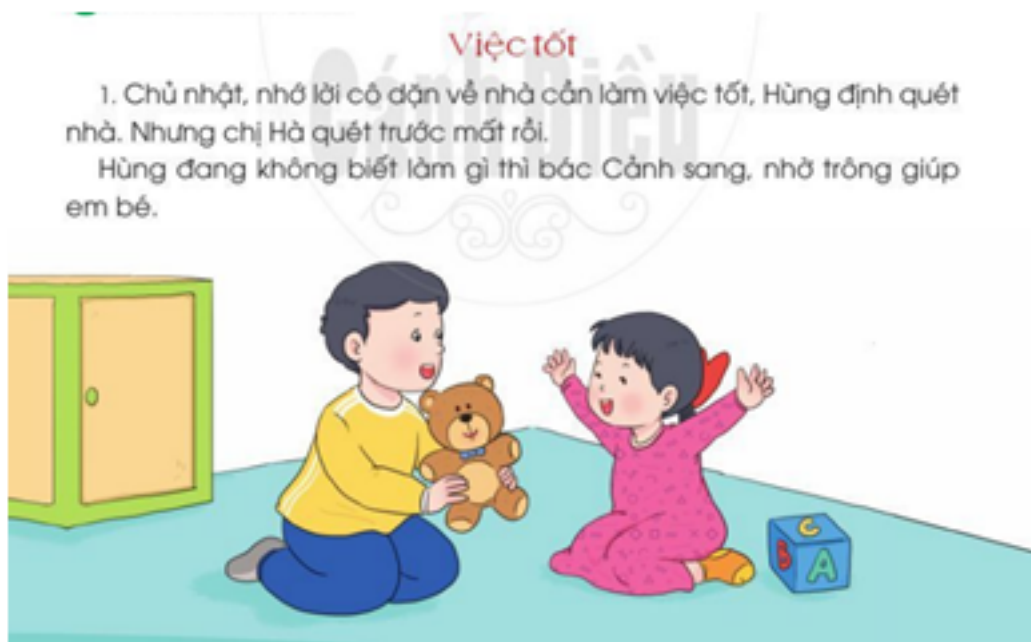 Việc tốt
1. Chủ nhật, nhớ lời cô dặn về nhà cần làm việc tốt, Hùng định quét
nhà. Nhưng chị Hà quét trước mất rồi.
Hùng đang không biết làm gì thì bác Cảnh sang, nhờ trông giúp
em bé.
Cánh Diều
C
B A